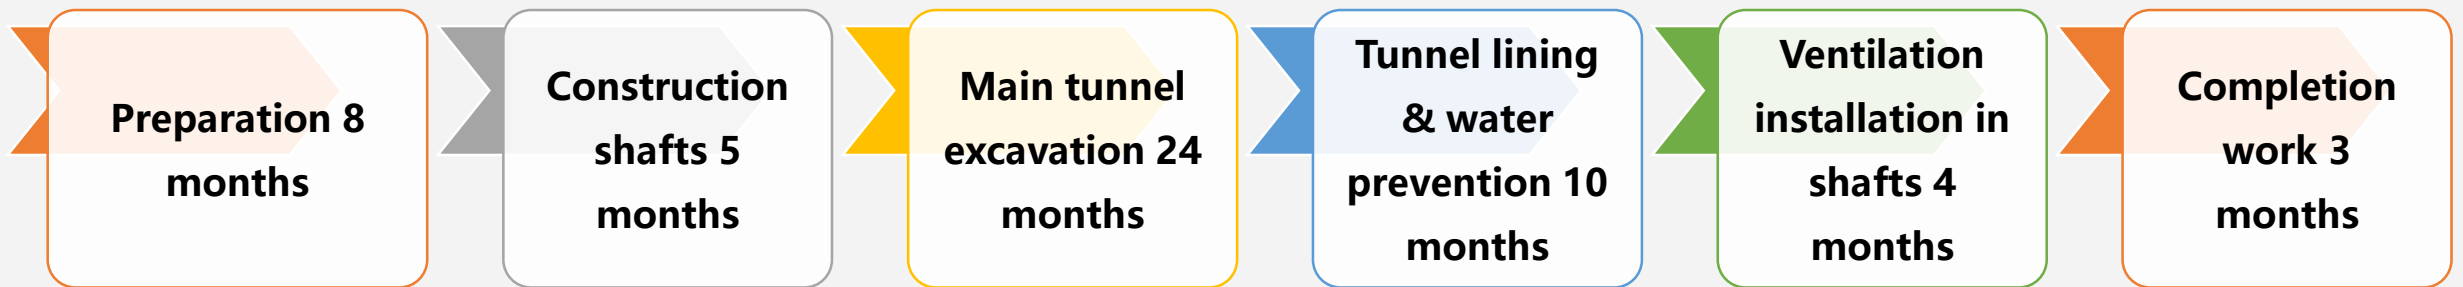 Preparation 8
months
Construction
shafts 5
months
Main tunnel
excavation 24
months
Tunnel lining
& water
prevention 10
months
Ventilation
installation in
shafts 4
months
Completion
work 3
months